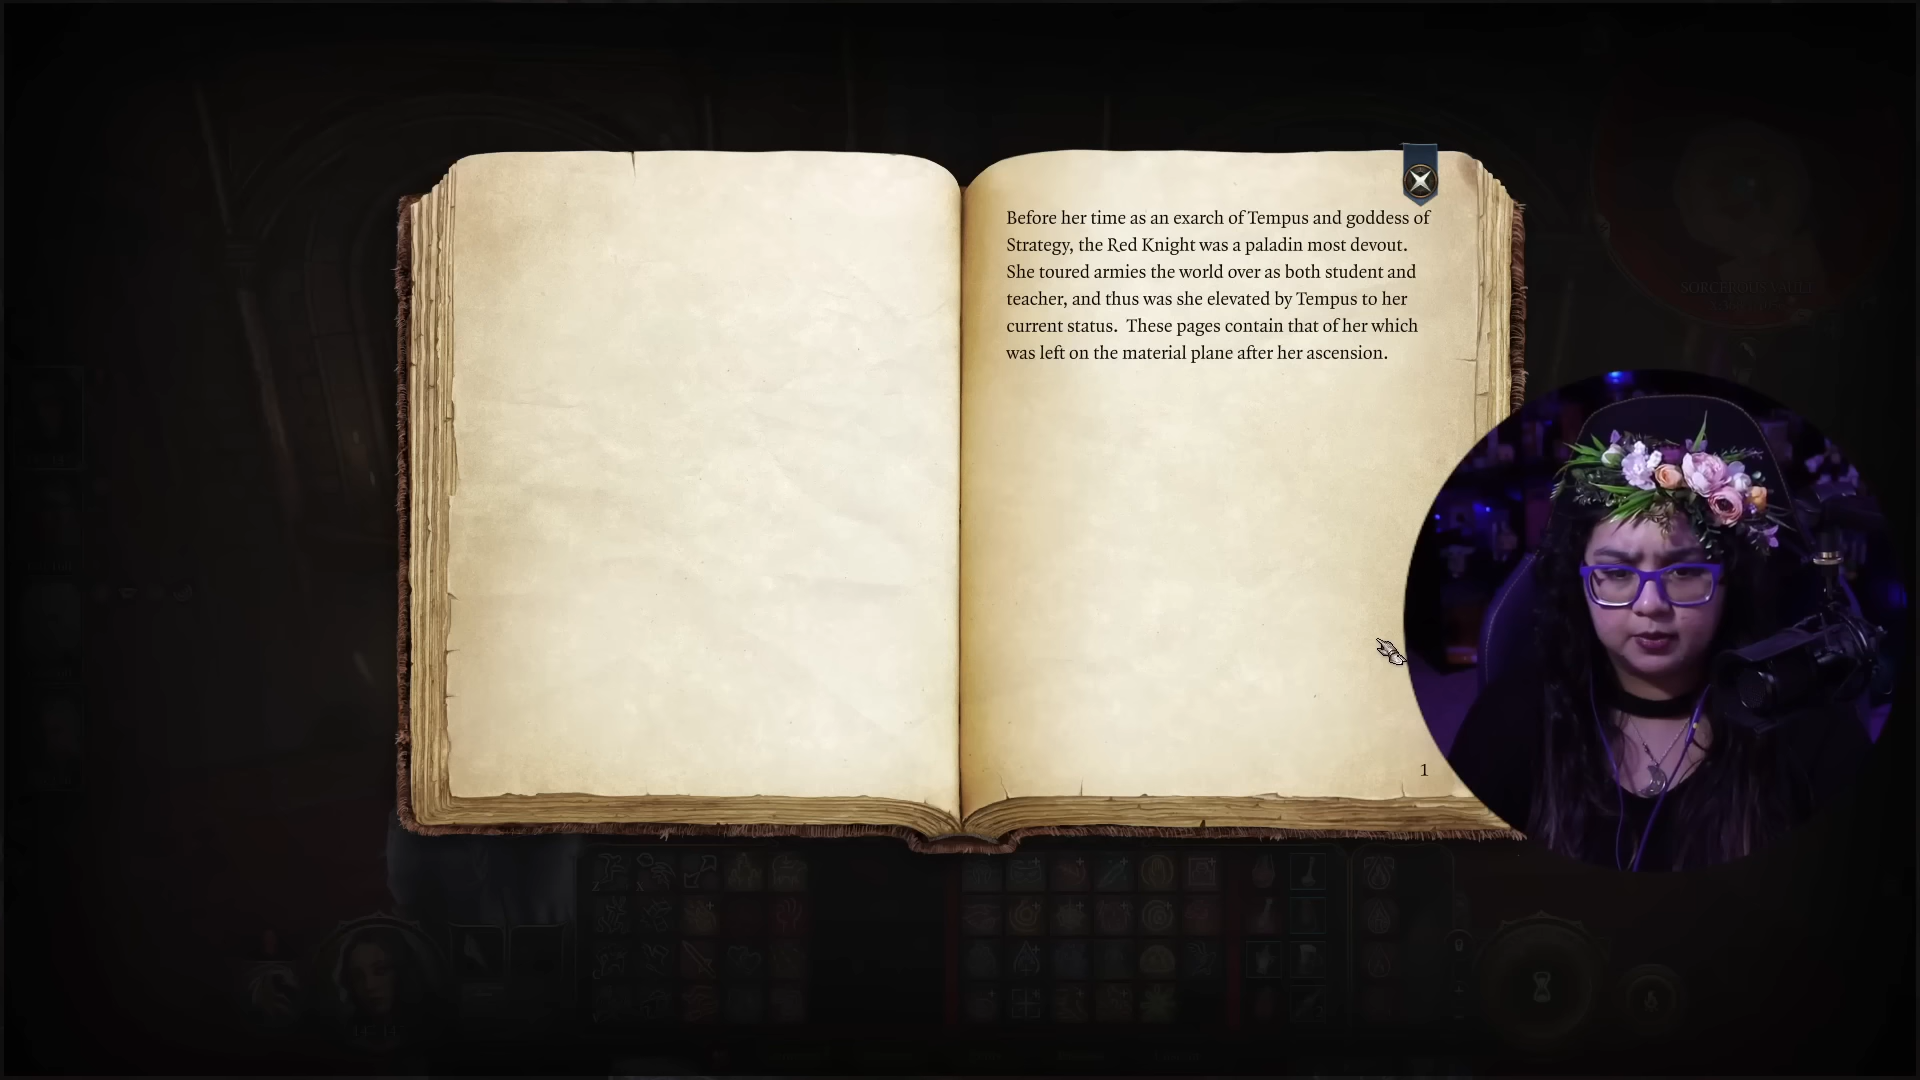 Before her time as an exarch of Tempus and goddess of
Strategy, the Red Knight was a paladin most devout.
She toured armies the world over as both student and
teacher, and thus was she elevated by Tempus to her
current status.  These pages contain that of her which
was left on the material plane after her ascension.
1
SORCEROUS VAULT